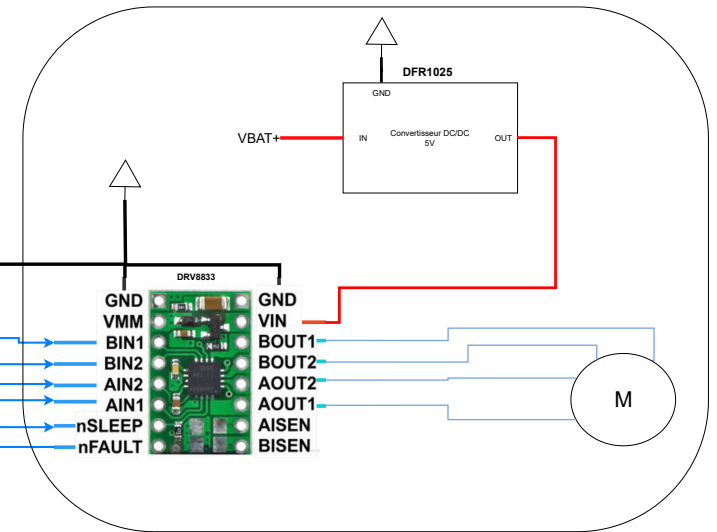 DFR1025
GND
VBAT+
IN
Convertisseur DC/DC
5V
OUT
DRV8833
GND
GND
VMM
VIN
BIN1
BOUT1
BIN2
BOUT2
AIN2
AOUT2
AIN1
AOUT1
nSLEEP
AISEN
nFAULT
BISEN
M